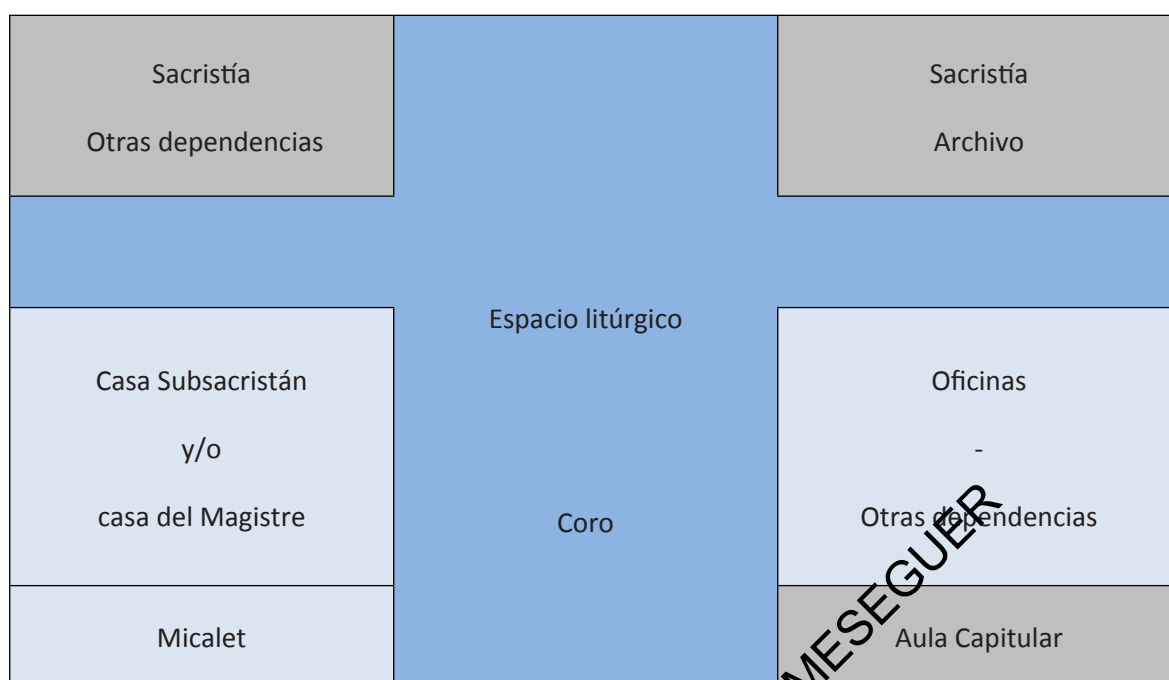 Sacristía
Otras dependencias
Sacristía
Archivo
Espacio litúrgico
Casa Subsacristán
y/o
casa del Magistre
Oficinas
-
Otras dependencias
Coro
Micalet
Aula Capitular
MESEGUER